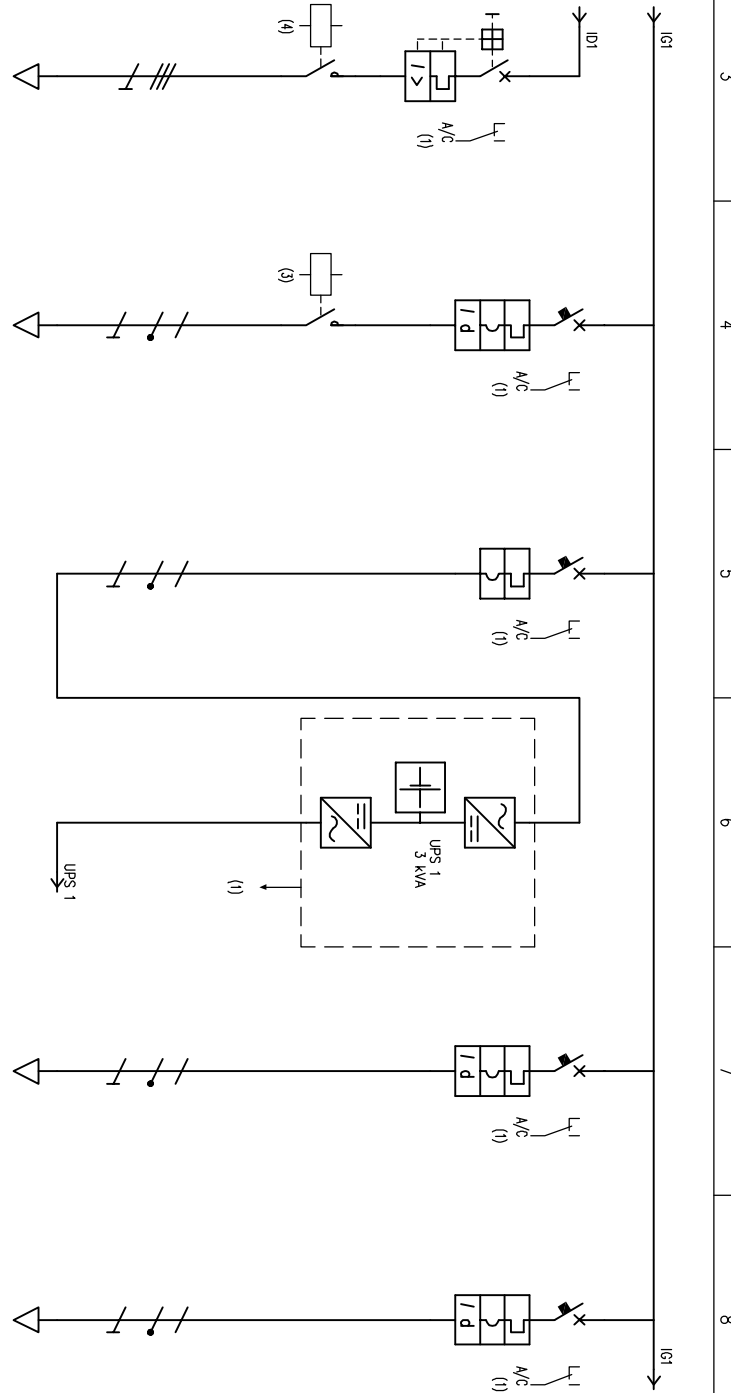 3
4
5
6
7
8
IG1
IG1
ID1
A/C
(1)
A/C
(1)
A/C
(1)
A/C
(1)
A/C
(1)
I >
I d
I d
I d
UPS 1
3 kVA
(4)
(3)
(1)
UPS 1